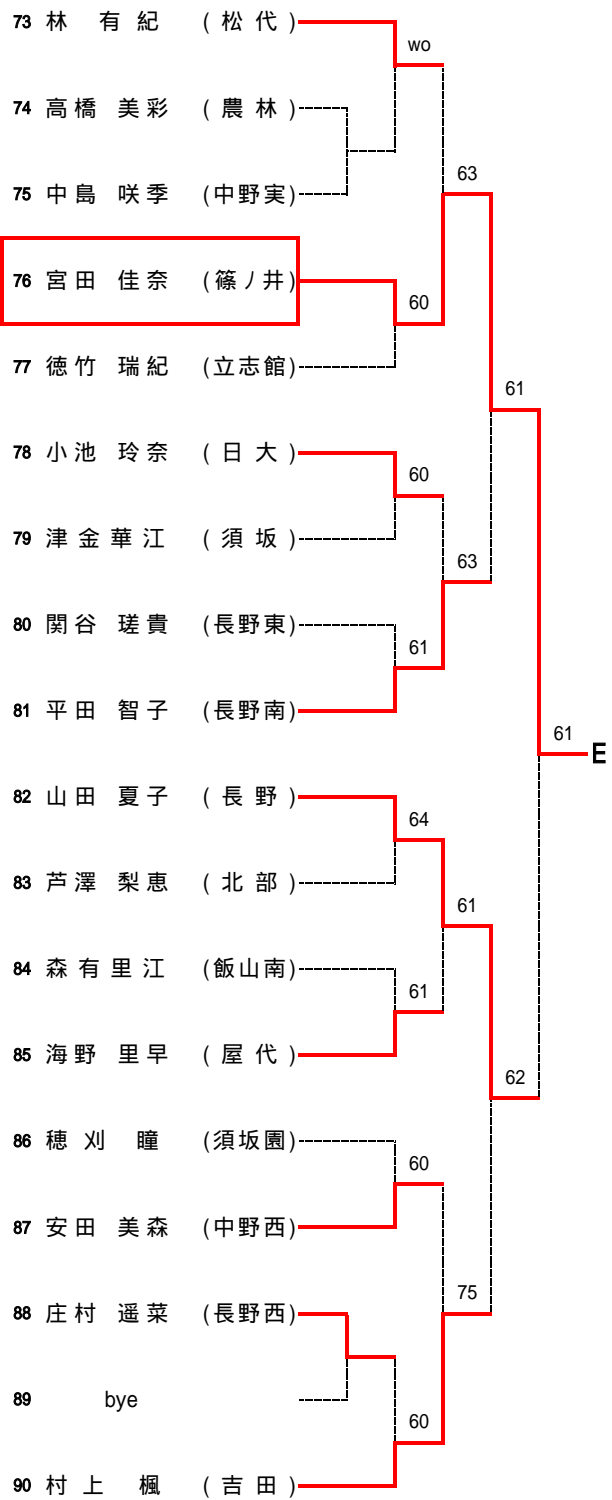 73 林 有紀 (松代)
wo
74 高橋 美彩 (農林)
63
75 中島 咲季 (中野実)
76 宮田 佳奈 (篠ノ井)
60
77 徳竹 瑞紀 (立志館)
61
78 小池 玲奈 (日大)
60
79 津金華江 (須坂)
63
80 関谷 瑳貴 (長野東)
61
81 平田 智子 (長野南)
61
E
82 山田 夏子 (長野)
64
83 芦澤 梨恵 (北部)
61
84 森有里江 (飯山南)
61
85 海野 里早 (屋代)
62
86 穂刈 瞳 (須坂園)
60
87 安田 美森 (中野西)
75
88 庄村 遥菜 (長野西)
89 bye
60
90 村上 楓 (吉田)